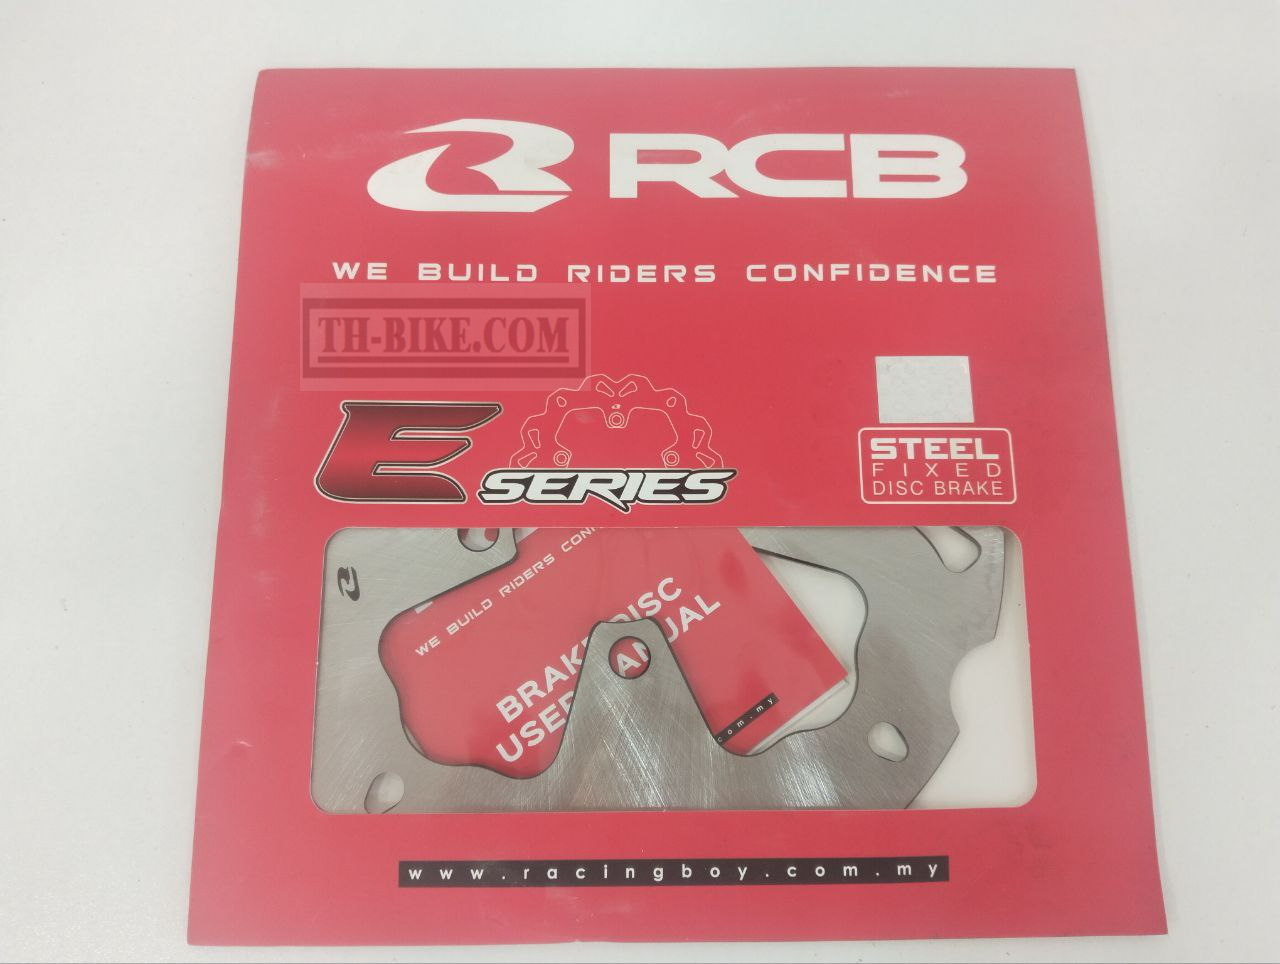 RCB
WE BUILD RIDERS CONFIDENCE
TH-BIKE.COM
E SERIES
STEEL
FIXED
DISC BRAKE
WE BUILD RIDERS CON
BRAKE DISC
USER MANUAL
com.my
www.racingboy.com.my